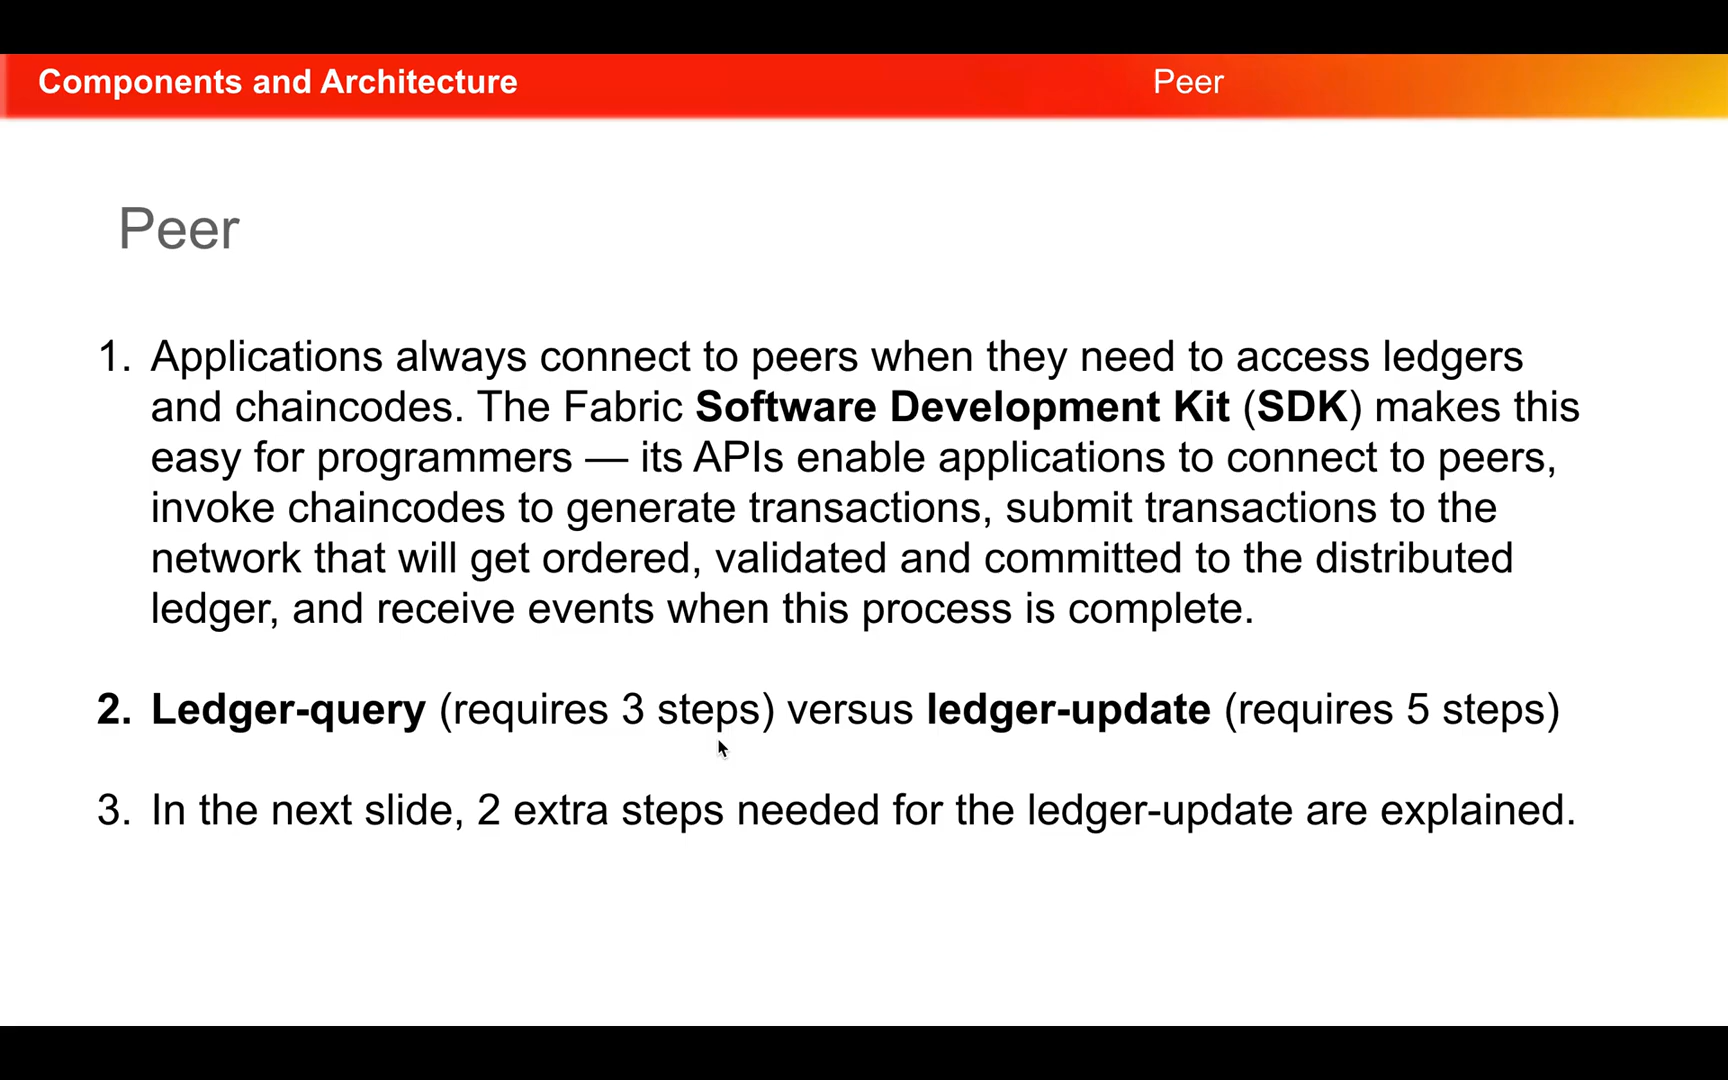 Components and Architecture
Peer
Peer
1. Applications always connect to peers when they need to access ledgers
and chaincodes. The Fabric Software Development Kit (SDK) makes this
easy for programmers — its APIs enable applications to connect to peers,
invoke chaincodes to generate transactions, submit transactions to the
network that will get ordered, validated and committed to the distributed
ledger, and receive events when this process is complete.
2. Ledger-query (requires 3 steps) versus ledger-update (requires 5 steps)
3. In the next slide, 2 extra steps needed for the ledger-update are explained.